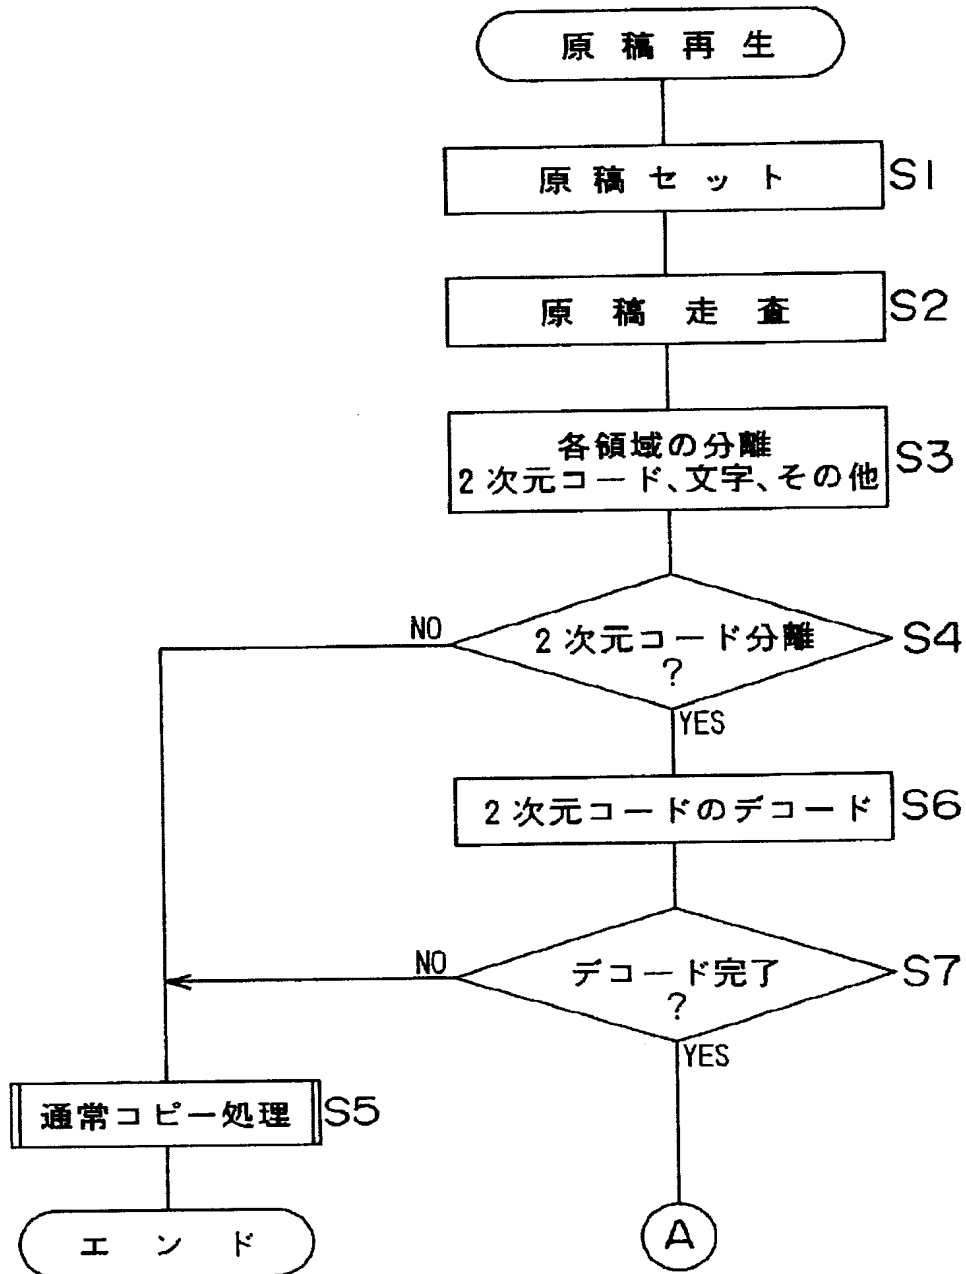 原稿再生
原稿セット S1
原稿走査 S2
各領域の分離
2次元コード、文字、その他 S3
2次元コード分離
? S4
NO
YES
2次元コードのデコード S6
デコード完了
? S7
NO
YES
通常コピー処理 S5
エンド
A